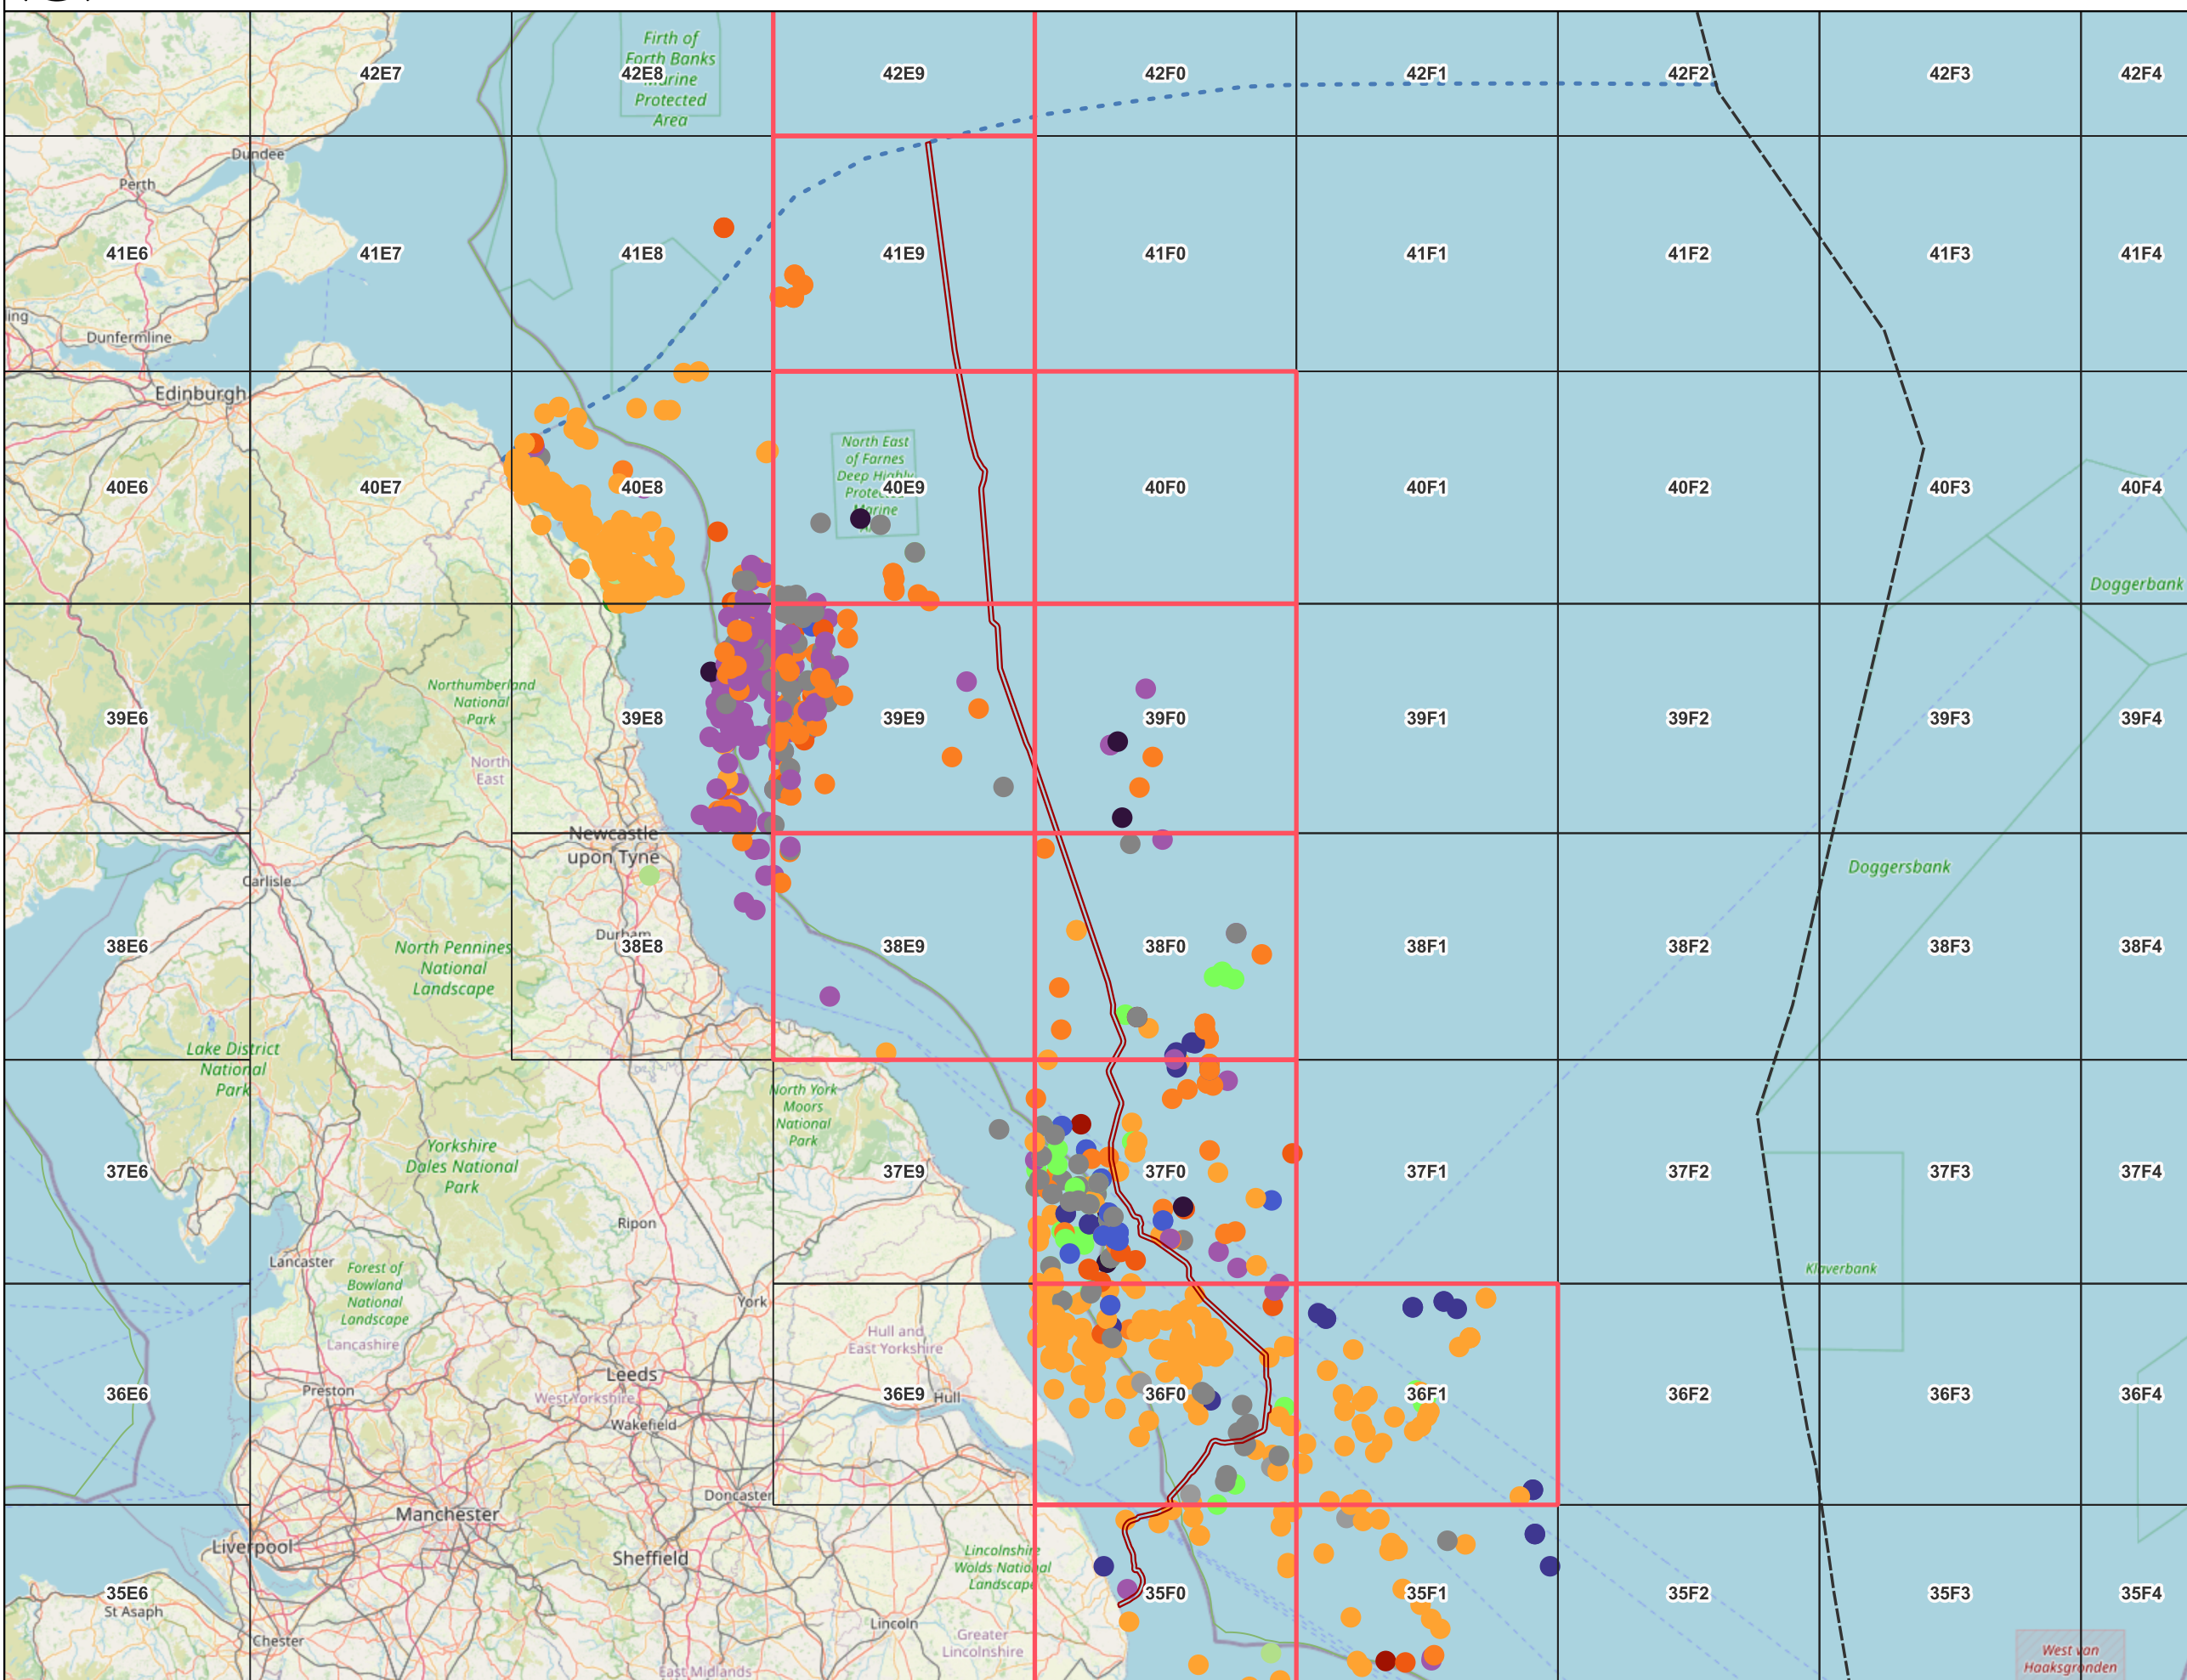 42E7
42E8
42E9
42F0
42F1
42F2
42F3
42F4
Firth of
Forth Banks
Marine
Protected
Area
Dundee
Perth
41E6
41E7
41E8
41E9
41F0
41F1
41F2
41F3
41F4
ling
Dunfermline
Edinburgh
North East
of Farnes
Deep Highly
Protected
Marine
40E6
40E7
40E8
40E9
40F0
40F1
40F2
40F3
40F4
Doggerbank
Northumberland
National
Park
39E6
39E8
39E9
39F0
39F1
39F2
39F3
39F4
North
East
Newcastle
upon Tyne
Carlisle
Doggersbank
Durham
38E6
38E8
38E9
38F0
38F1
38F2
38F3
38F4
North Pennines
National
Landscape
Lake District
National
Park
North York
Moors
National
Park
Yorkshire
Dales National
Park
37E6
37E9
37F0
37F1
37F2
37F3
37F4
Ripon
Lancaster
Forest of
Bowland
National
Landscape
Klaverbank
York
Lancashire
Hull and
East Yorkshire
Leeds
Preston
West Yorkshire
Hull
36E6
36E9
36F0
36F1
36F2
36F3
36F4
Wakefield
Doncaster
Manchester
Liverpool
Sheffield
Lincolnshire
Wolds National
Landscape
35E6
35F0
35F1
35F2
35F3
35F4
St Asaph
Lincoln
Chester
Greater
Lincolnshire
East Midlands
West van
Haaksgronden